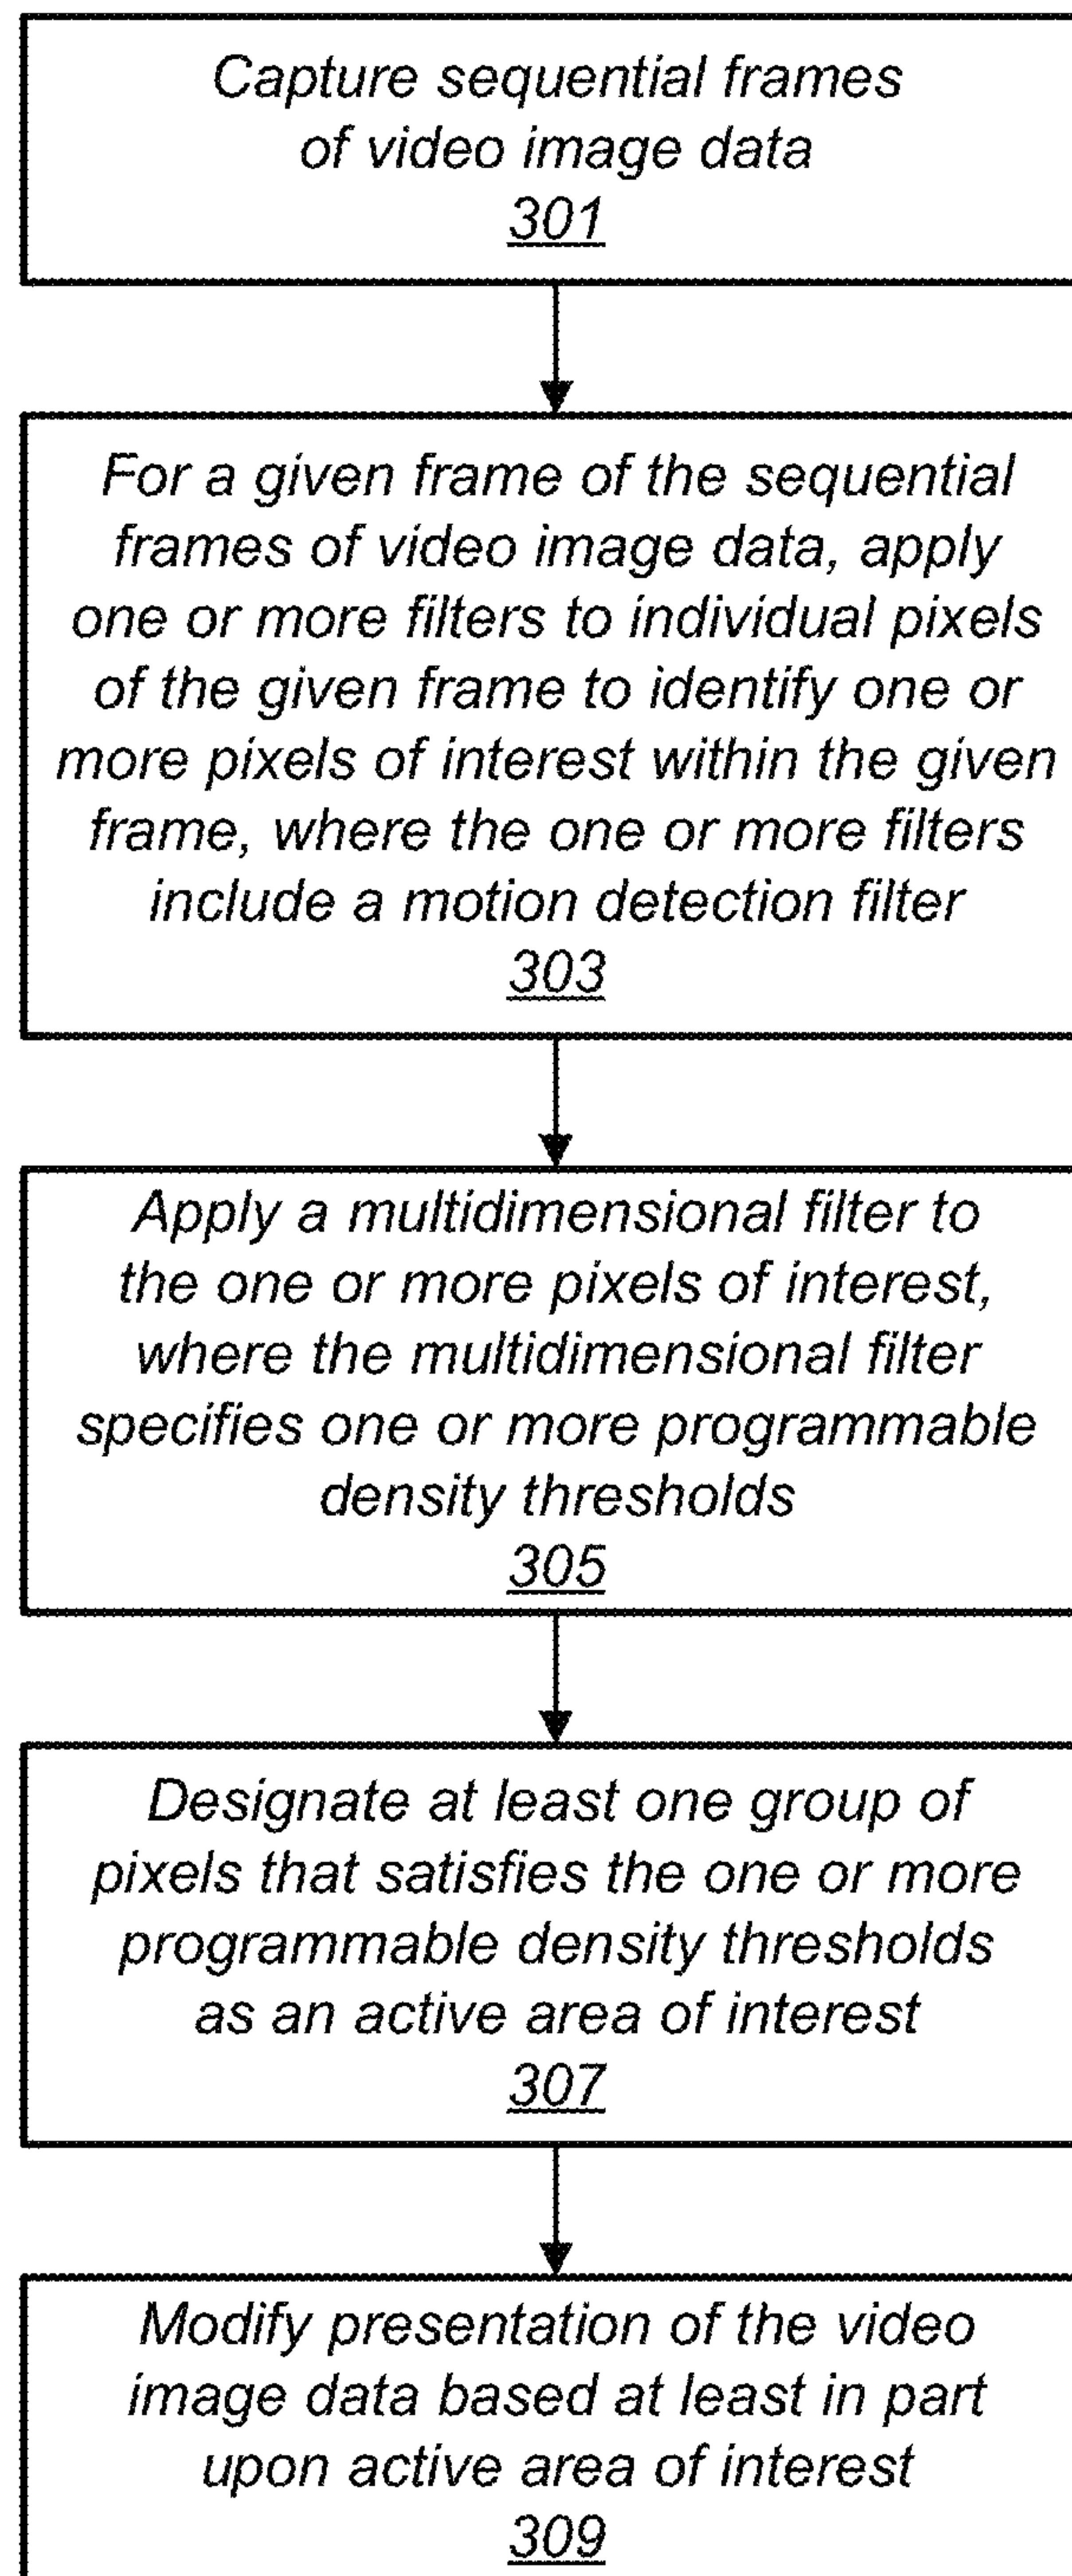 Capture sequential frames
of video image data
301
For a given frame of the sequential
frames of video image data, apply
one or more filters to individual pixels
of the given frame to identify one or
more pixels of interest within the given
frame, where the one or more filters
include a motion detection filter
303
Apply a multidimensional filter to
the one or more pixels of interest,
where the multidimensional filter
specifies one or more programmable
density thresholds
305
Designate at least one group of
pixels that satisfies the one or more
programmable density thresholds
as an active area of interest
307
Modify presentation of the video
image data based at least in part
upon active area of interest
309